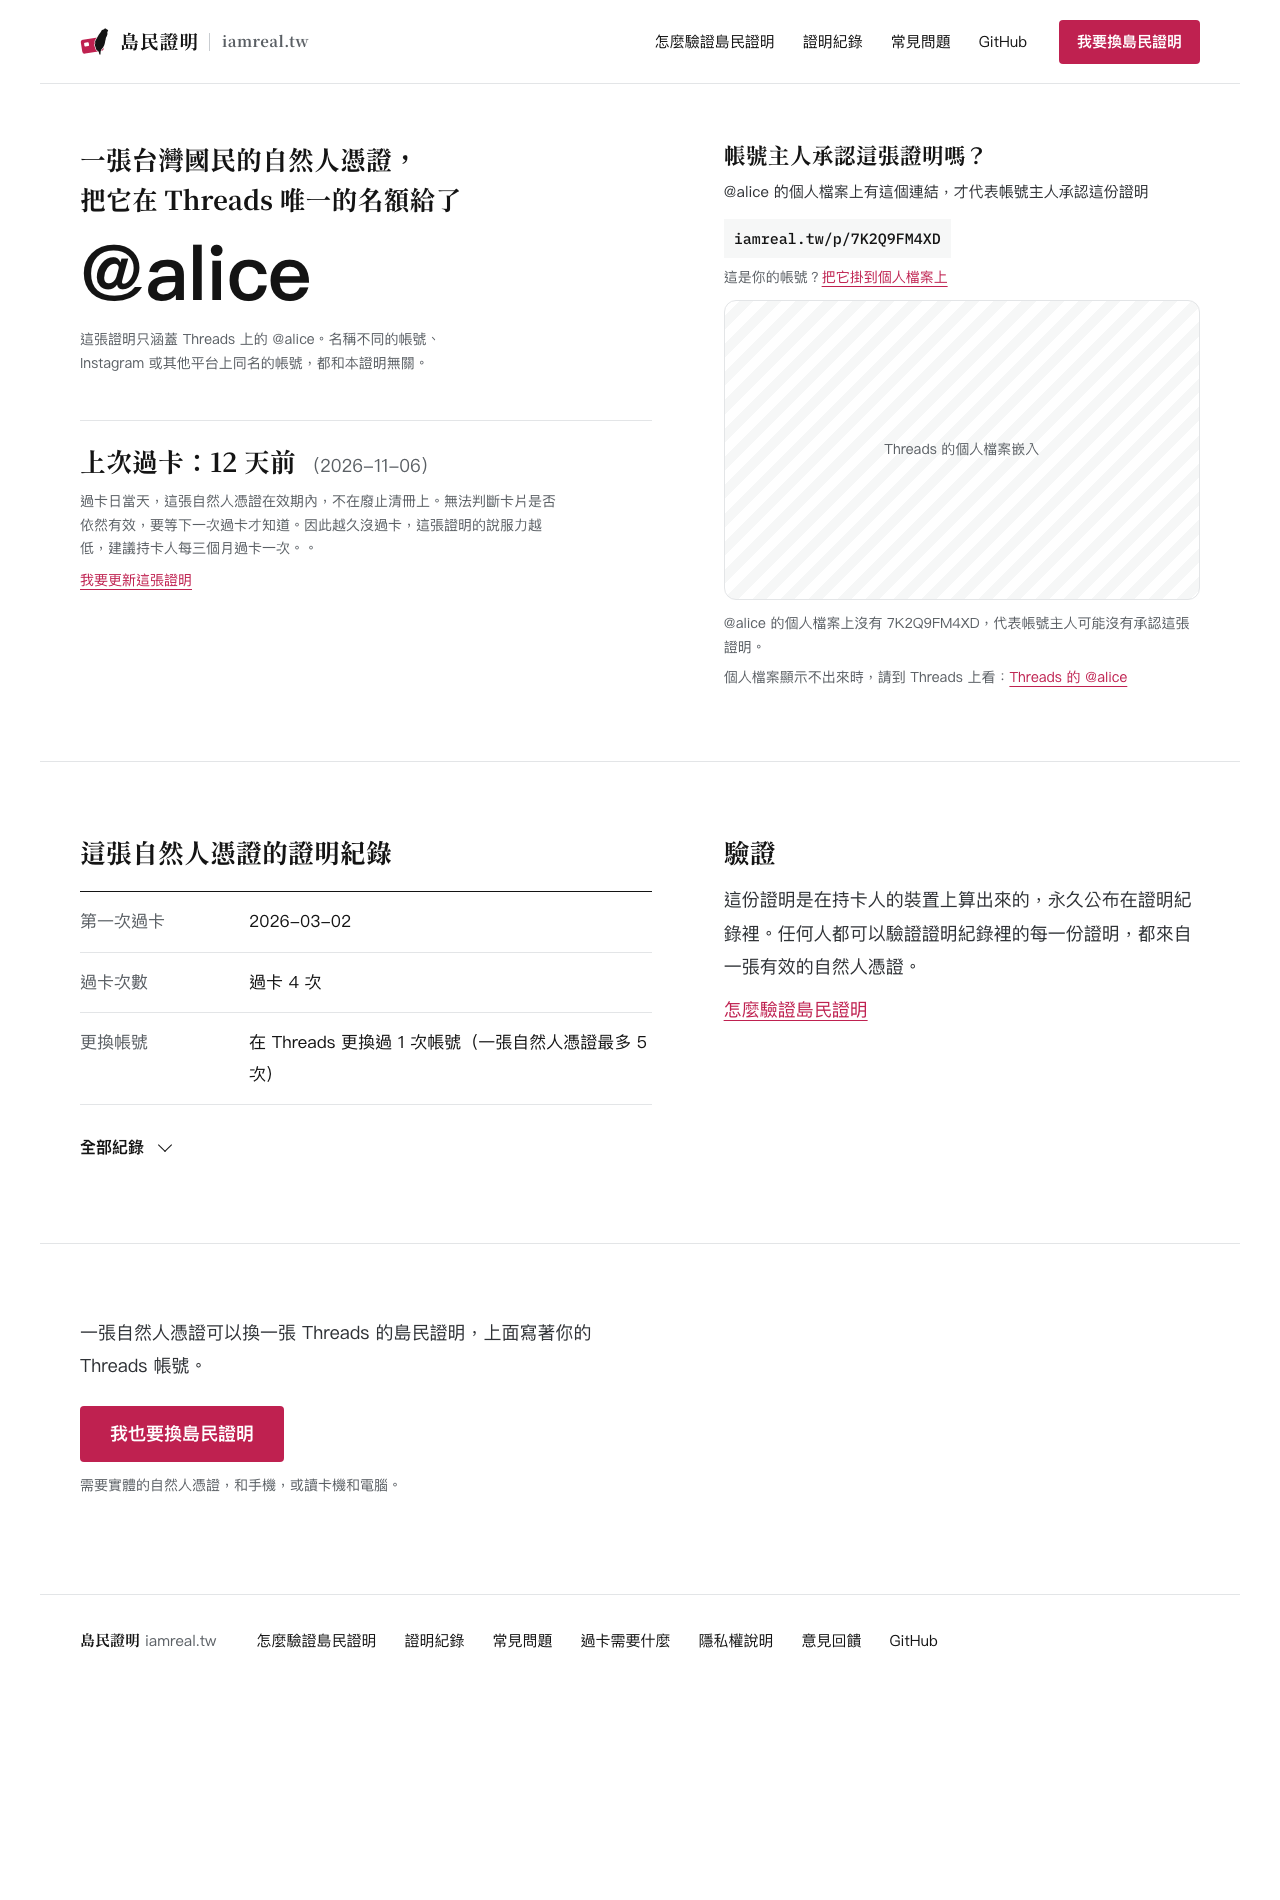 島民證明 iamreal.tw
怎麼驗證島民證明 證明紀錄 常見問題 GitHub 我要換島民證明
一張台灣國民的自然人憑證，
把它在 Threads 唯一的名額給了
@alice
這張證明只涵蓋 Threads 上的 @alice。名稱不同的帳號、
Instagram 或其他平台上同名的帳號，都和本證明無關。
上次過卡：12 天前（2026-11-06）
過卡日當天，這張自然人憑證在效期內，不在廢止清冊上。無法判斷卡片是否
依然有效，要等下一次過卡才知道。因此越久沒過卡，這張證明的說服力越
低，建議持卡人每三個月過卡一次。。
我要更新這張證明
帳號主人承認這張證明嗎？
@alice 的個人檔案上有這個連結，才代表帳號主人承認這份證明
iamreal.tw/p/7K2Q9FM4XD
這是你的帳號？把它掛到個人檔案上
Threads 的個人檔案嵌入
@alice 的個人檔案上沒有 7K2Q9FM4XD，代表帳號主人可能沒有承認這張
證明。
個人檔案顯示不出來時，請到 Threads 上看：Threads 的 @alice
這張自然人憑證的證明紀錄
第一次過卡 2026-03-02
過卡次數 過卡 4 次
更換帳號 在 Threads 更換過 1 次帳號（一張自然人憑證最多 5
次）
全部紀錄
驗證
這份證明是在持卡人的裝置上算出來的，永久公布在證明紀
錄裡。任何人都可以驗證證明紀錄裡的每一份證明，都來自
一張有效的自然人憑證。
怎麼驗證島民證明
一張自然人憑證可以換一張 Threads 的島民證明，上面寫著你的
Threads 帳號。
我也要換島民證明
需要實體的自然人憑證，和手機，或讀卡機和電腦。
島民證明 iamreal.tw 怎麼驗證島民證明 證明紀錄 常見問題 過卡需要什麼 隱私權說明 意見回饋 GitHub